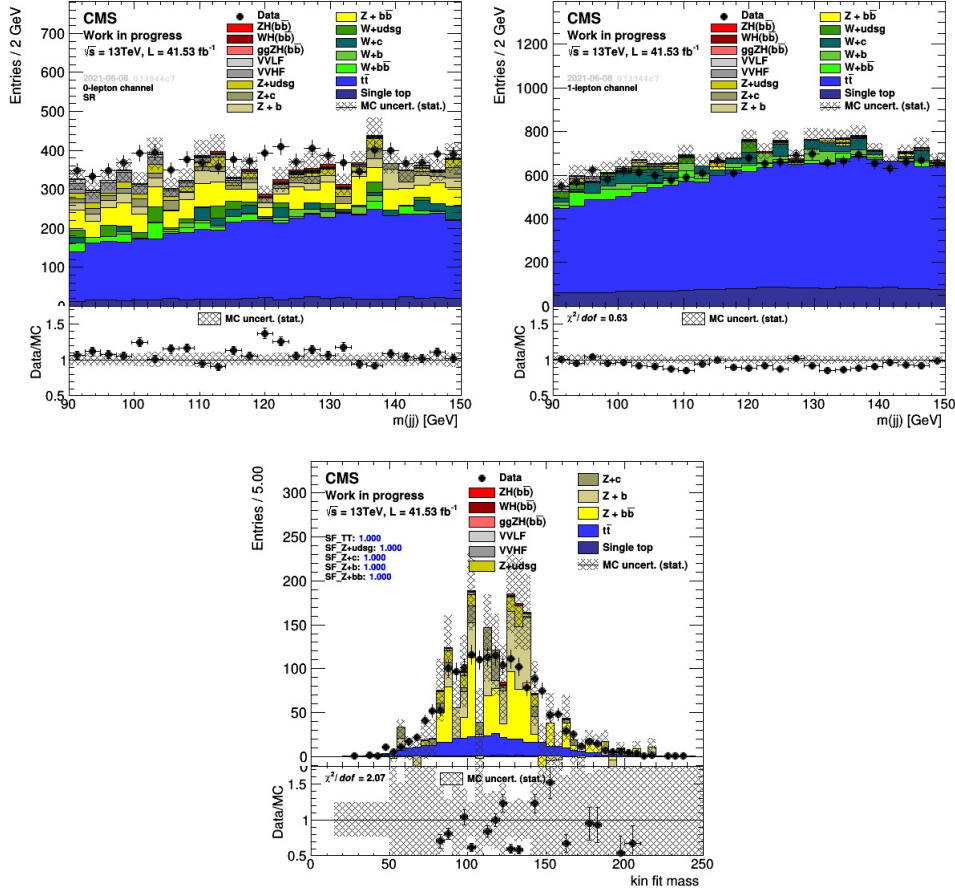 CMS
Work in progress
√s = 13TeV, L = 41.53 fb⁻¹
2021-06-08 033944c7
0-lepton channel
SR
Data
ZH(bb̄)
WH(bb̄)
ggZH(bb̄)
VVLF
VVHF
Z+udsg
Z+c
Z + b
Z + bb̄
W+udsg
W+c
W+b
W+bb̄
tt̄
Single top
MC uncert. (stat.)
Entries / 2 GeV
700
600
500
400
300
200
100
0
MC uncert. (stat.)
Data/MC
1.5
1
0.5
90 100 110 120 130 140 150
m(jj) [GeV]
CMS
Work in progress
√s = 13TeV, L = 41.53 fb⁻¹
2021-06-08 033944c7
1-lepton channel
Data
ZH(bb̄)
WH(bb̄)
ggZH(bb̄)
VVLF
VVHF
Z+udsg
Z+c
Z + b
Z + bb̄
W+udsg
W+c
W+b
W+bb̄
tt̄
Single top
MC uncert. (stat.)
Entries / 2 GeV
1200
1000
800
600
400
200
0
χ²/ dof = 0.63
MC uncert. (stat.)
Data/MC
1.5
1
0.5
90 100 110 120 130 140 150
m(jj) [GeV]
CMS
Work in progress
√s = 13TeV, L = 41.53 fb⁻¹
SF_TT: 1.000
SF_Z+udsg: 1.000
SF_Z+c: 1.000
SF_Z+b: 1.000
SF_Z+bb: 1.000
Data
ZH(bb̄)
WH(bb̄)
ggZH(bb̄)
VVLF
VVHF
Z+udsg
Z+c
Z + b
Z + bb̄
tt̄
Single top
MC uncert. (stat.)
Entries / 5.00
300
250
200
150
100
50
0
χ²/ dof = 2.07
MC uncert. (stat.)
Data/MC
1.5
1
0.5
0 50 100 150 200 250
kin fit mass